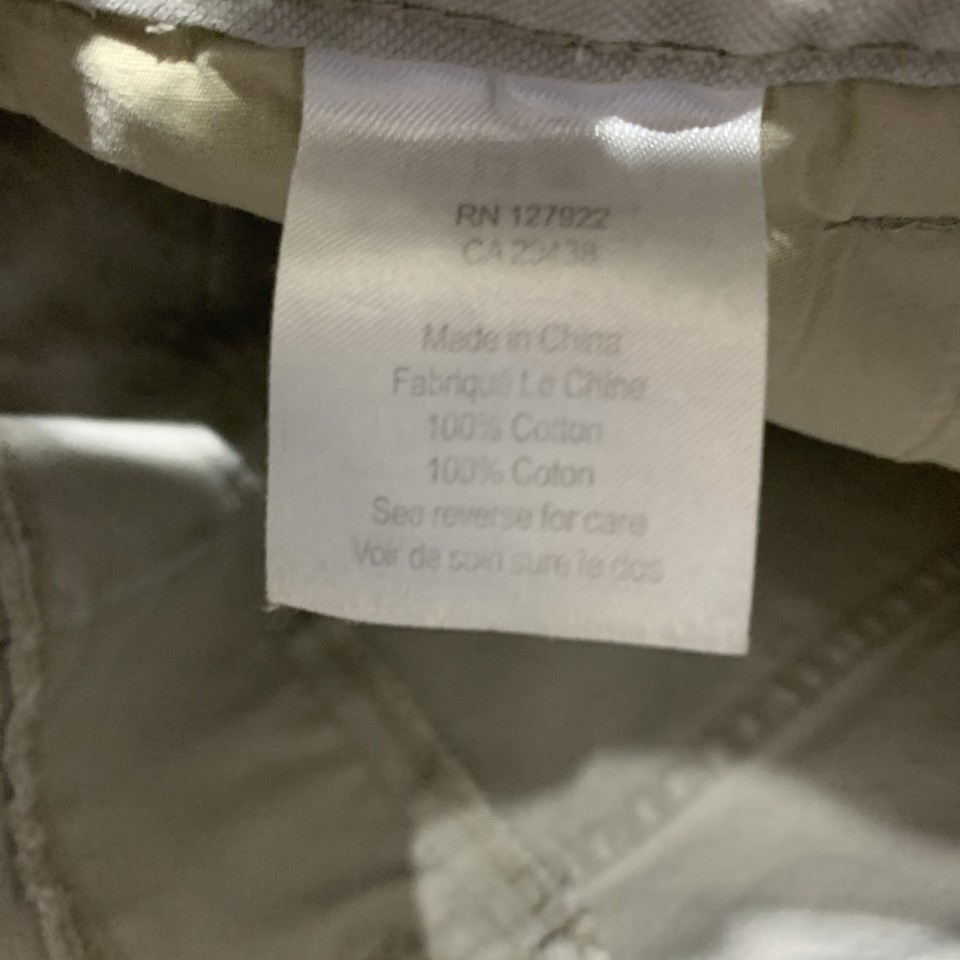 RN 127922
CA 29438
Made in China
Fabriqué Le Chine
100% Cotton
100% Coton
See reverse for care
Voir de soin sure le dos